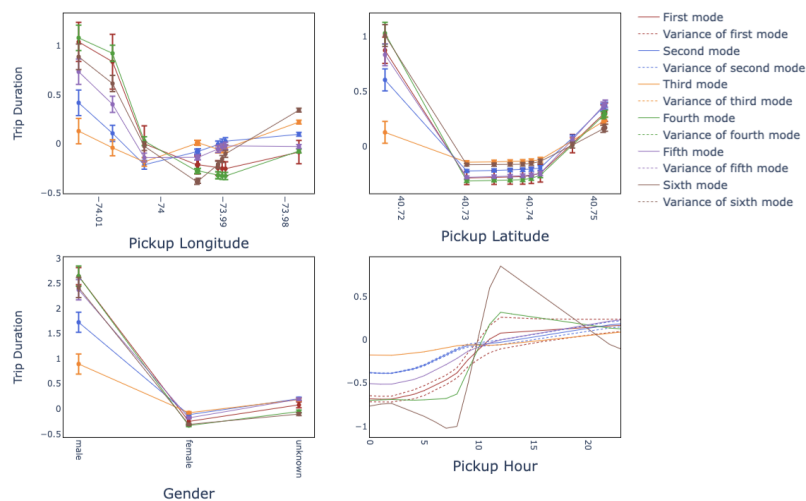 1
0.5
0
−0.5
Trip Duration
−74.01
−74
−73.99
−73.98
Pickup Longitude
1
0.5
0
40.72
40.73
40.74
40.75
Pickup Latitude
First mode
Variance of first mode
Second mode
Variance of second mode
Third mode
Variance of third mode
Fourth mode
Variance of fourth mode
Fifth mode
Variance of fifth mode
Sixth mode
Variance of sixth mode
3
2.5
2
1.5
1
0.5
0
−0.5
Trip Duration
male
female
unknown
Gender
0.5
0
−0.5
−1
0
5
10
15
20
Pickup Hour